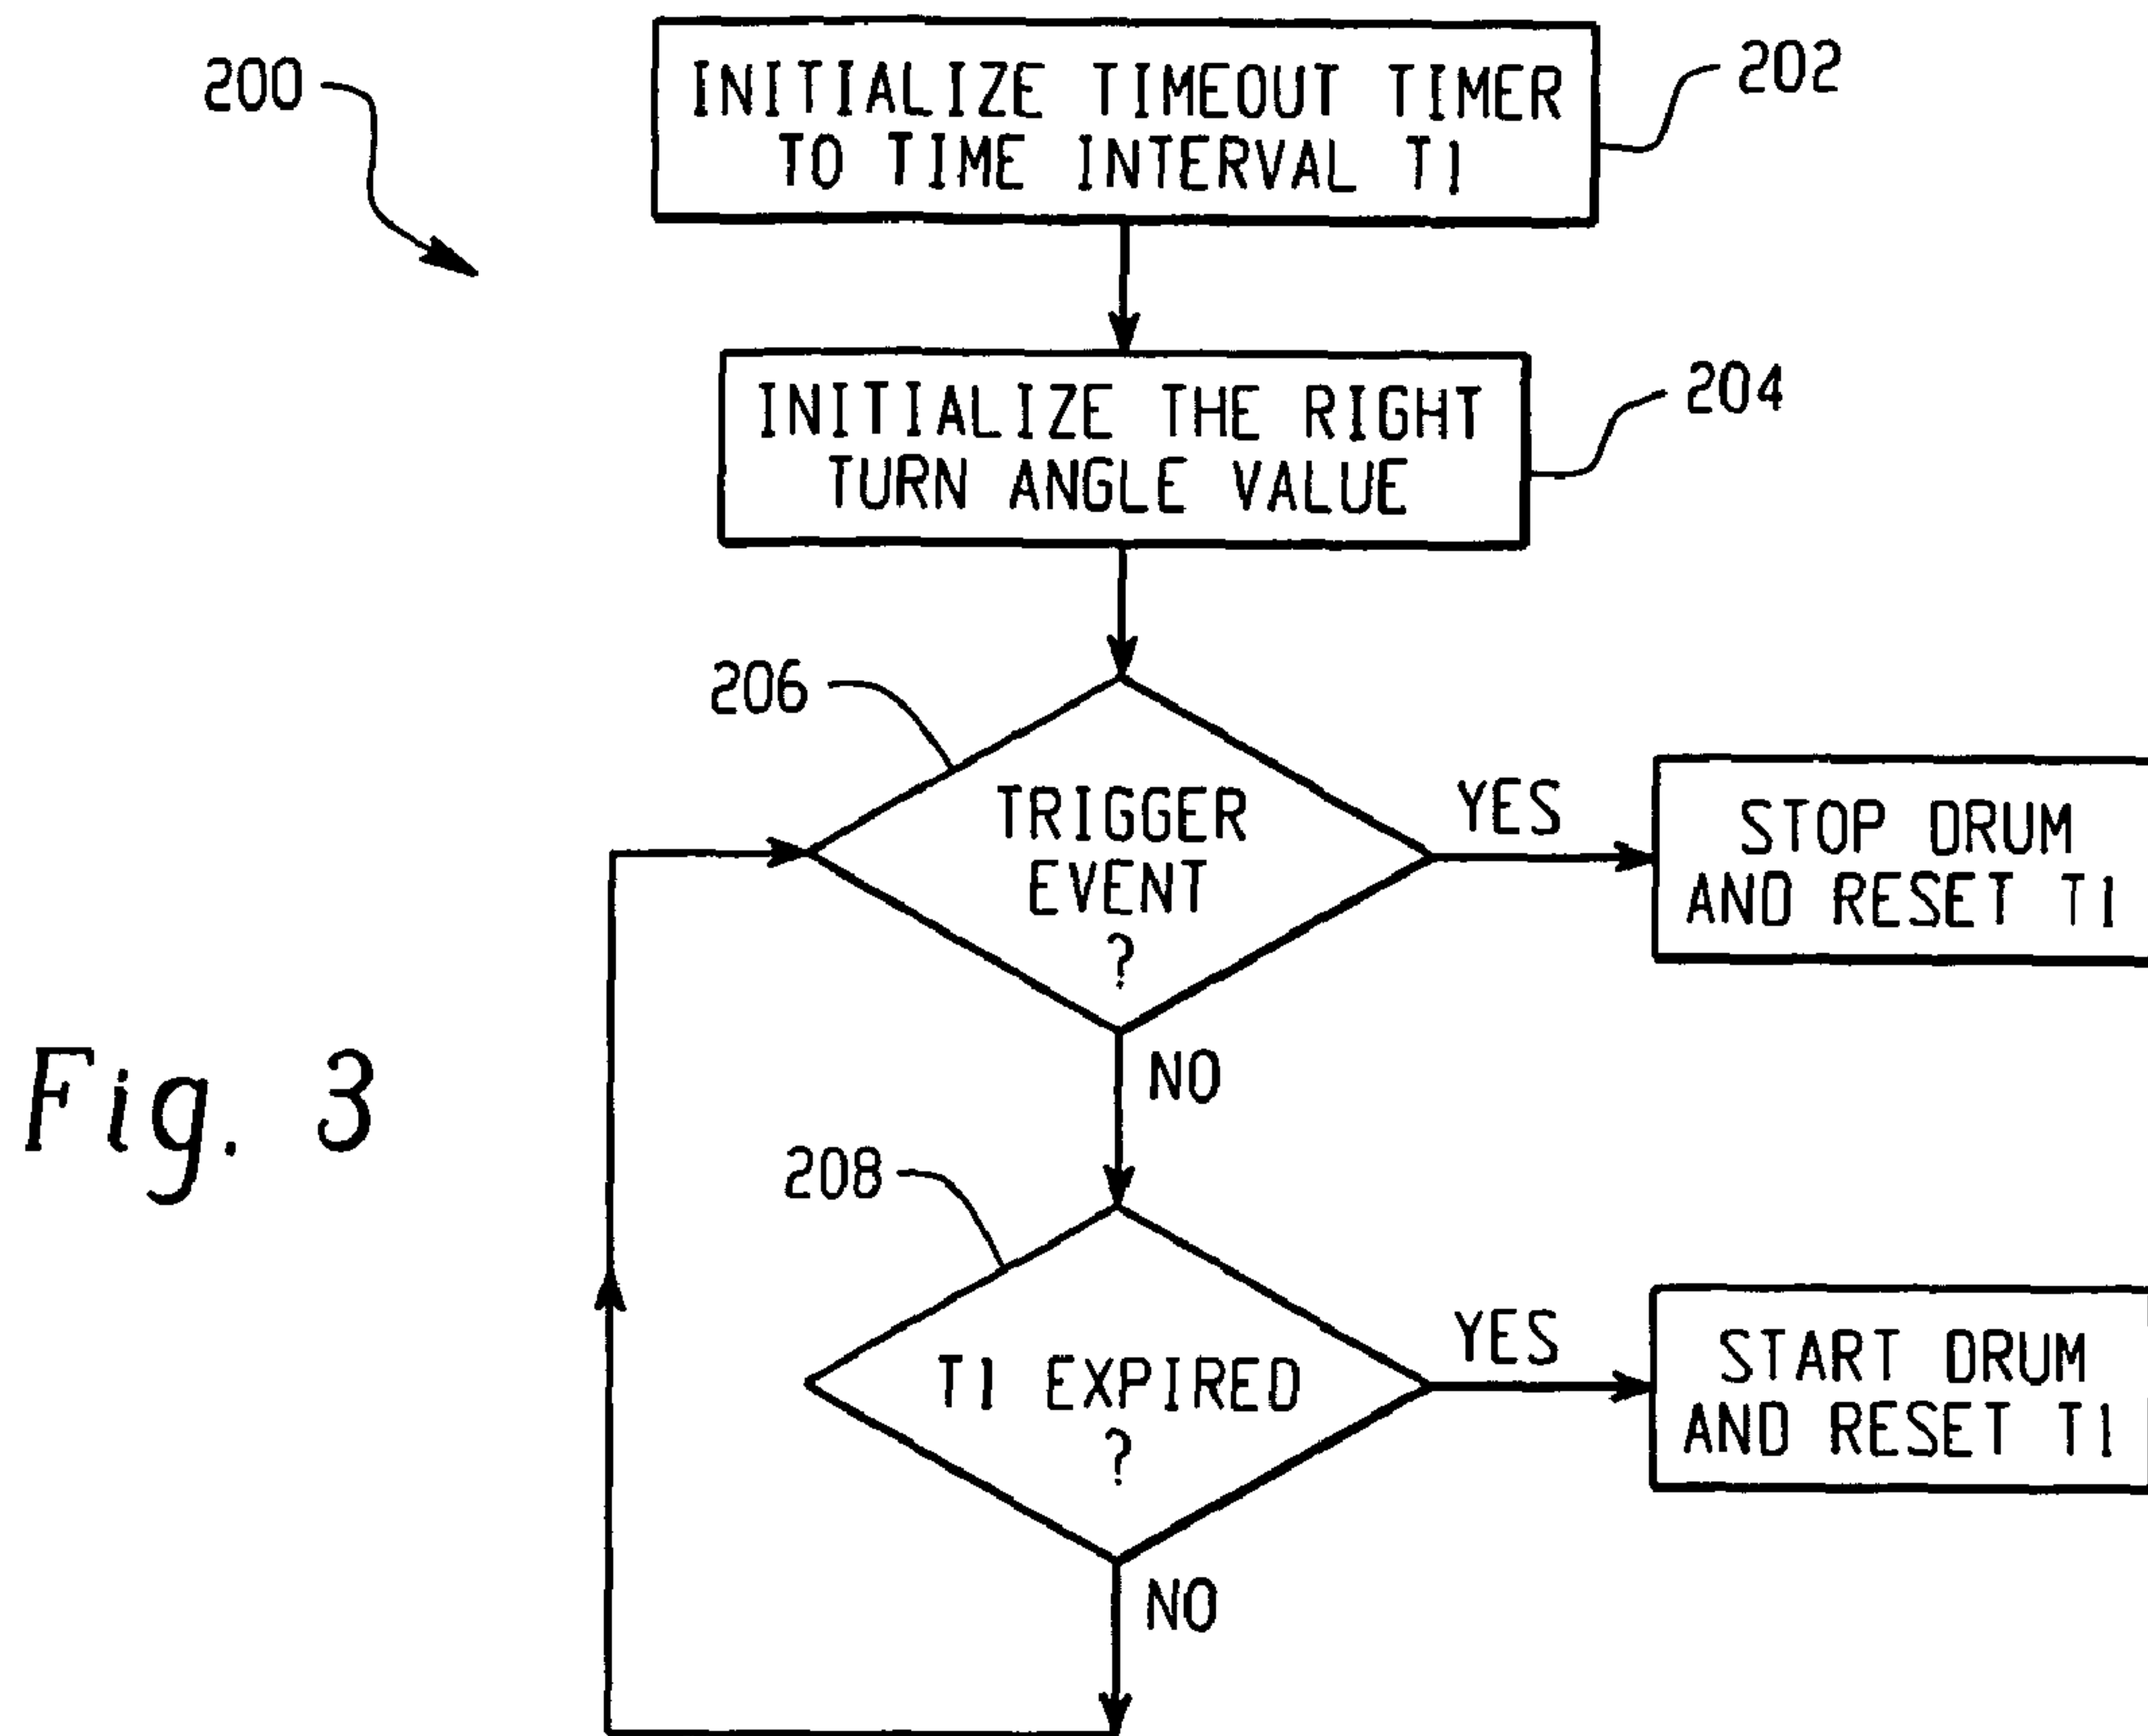 200
INITIALIZE TIMEOUT TIMER
TO TIME INTERVAL T1
202
INITIALIZE THE RIGHT
TURN ANGLE VALUE
204
206
TRIGGER
EVENT
?
YES
STOP DRUM
AND RESET T1
NO
Fig. 3
208
T1 EXPIRED
?
YES
START DRUM
AND RESET T1
NO